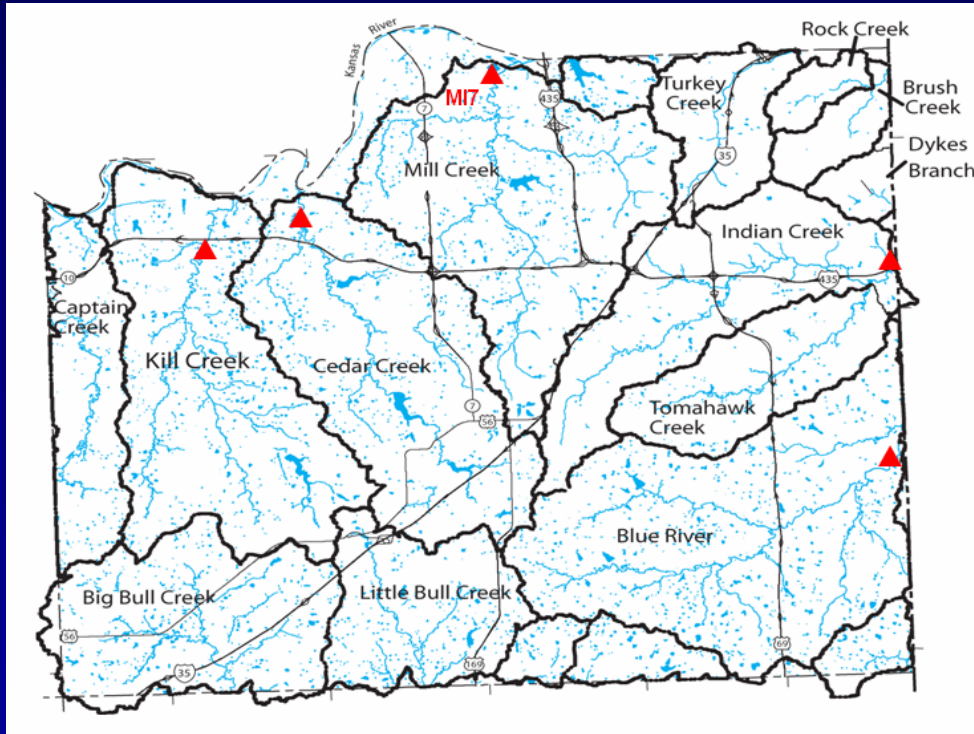 Rock Creek
River
Kansas
Turkey
Creek
Brush
Creek
MI7
435
7
Dykes
Branch
35
Mill Creek
Indian Creek
10
435
Captain
Creek
Kill Creek
Cedar Creek
7
56
Tomahawk
Creek
Blue River
Big Bull Creek
Little Bull Creek
56
35
169
69